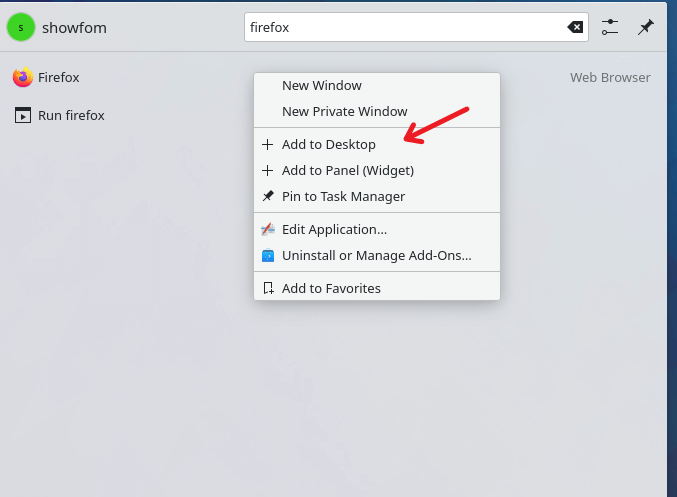 s showfom
firefox
Firefox
Web Browser
Run firefox
New Window
New Private Window
Add to Desktop
Add to Panel (Widget)
Pin to Task Manager
Edit Application...
Uninstall or Manage Add-Ons...
Add to Favorites